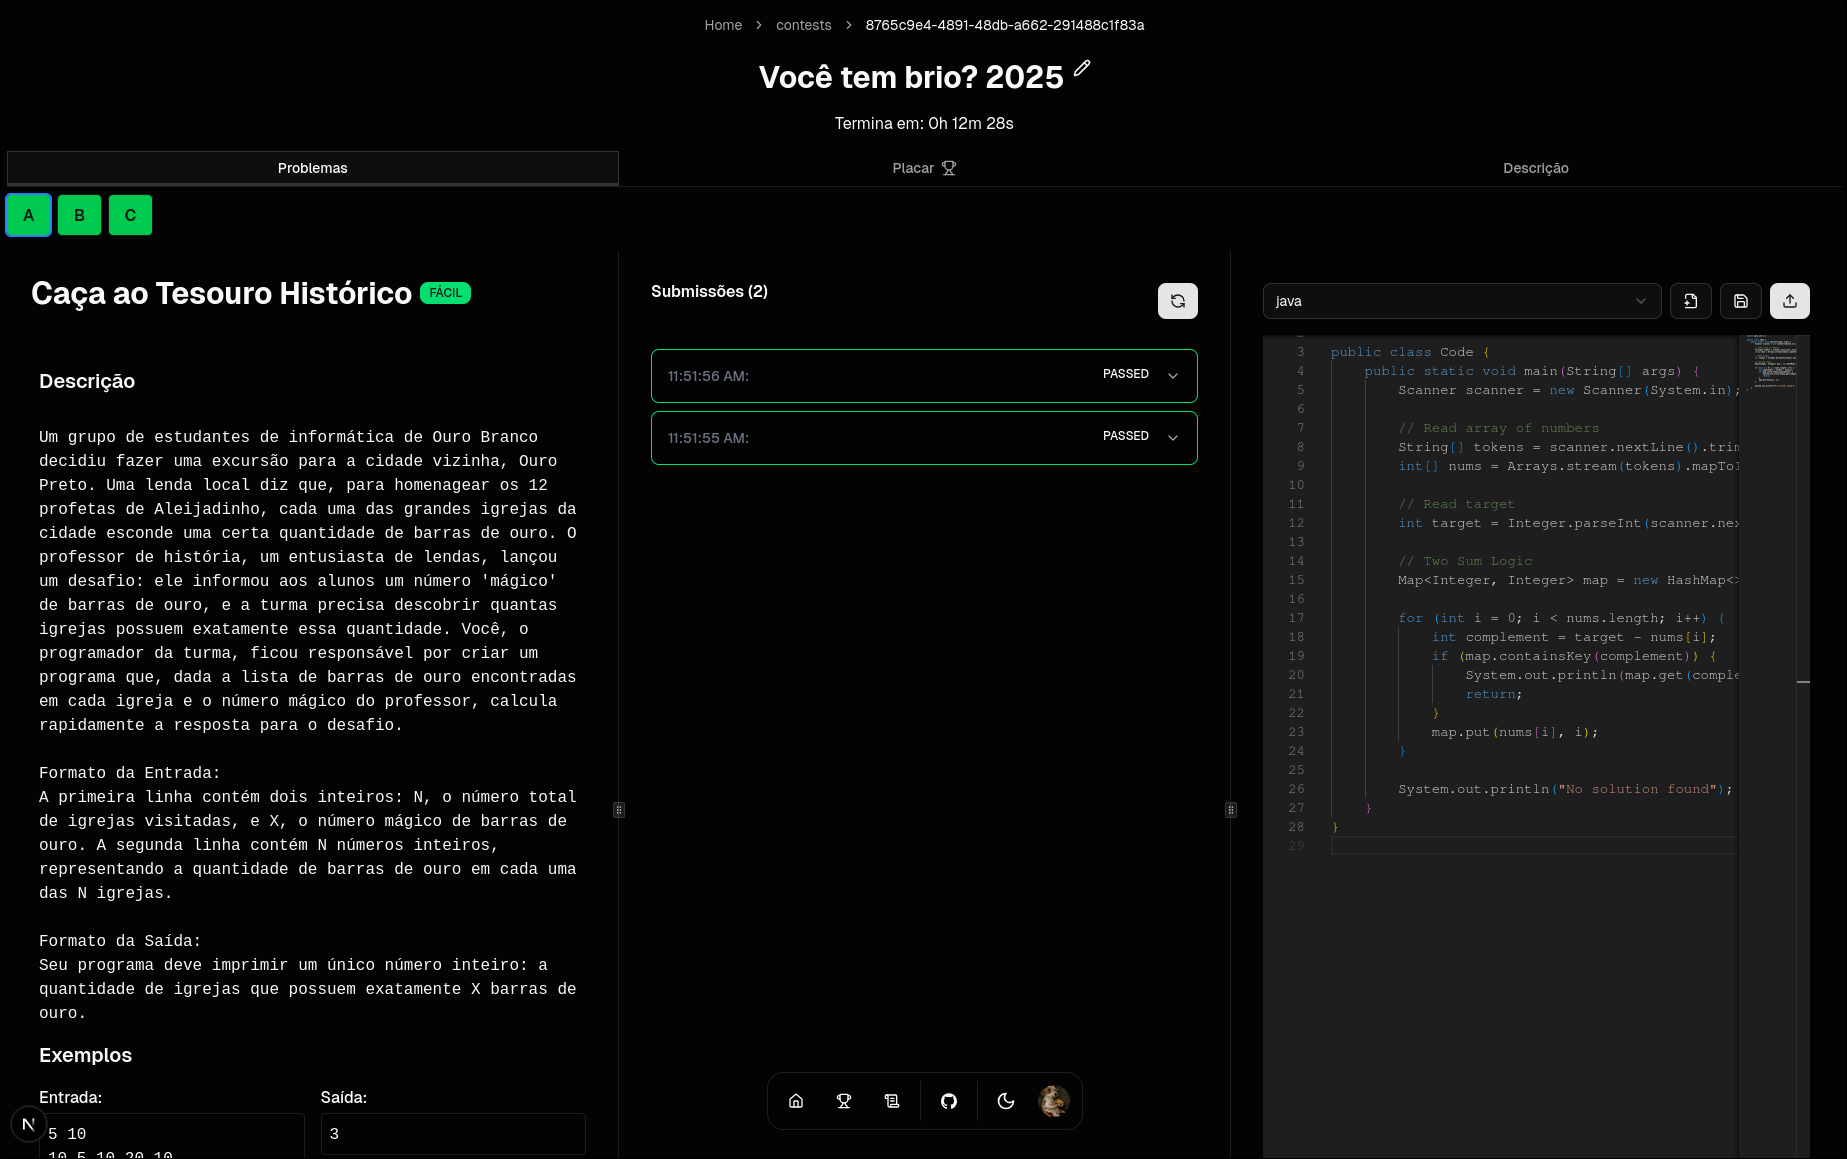 Home > contests > 8765c9e4-4891-48db-a662-291488c1f83a
Você tem brio? 2025
Termina em: 0h 12m 28s
Problemas
Placar
Descrição
A
B
C
Caça ao Tesouro Histórico FÁCIL
Descrição
Um grupo de estudantes de informática de Ouro Branco
decidiu fazer uma excursão para a cidade vizinha, Ouro
Preto. Uma lenda local diz que, para homenagear os 12
profetas de Aleijadinho, cada uma das grandes igrejas da
cidade esconde uma certa quantidade de barras de ouro. O
professor de história, um entusiasta de lendas, lançou
um desafio: ele informou aos alunos um número 'mágico'
de barras de ouro, e a turma precisa descobrir quantas
igrejas possuem exatamente essa quantidade. Você, o
programador da turma, ficou responsável por criar um
programa que, dada a lista de barras de ouro encontradas
em cada igreja e o número mágico do professor, calcula
rapidamente a resposta para o desafio.
Formato da Entrada:
A primeira linha contém dois inteiros: N, o número total
de igrejas visitadas, e X, o número mágico de barras de
ouro. A segunda linha contém N números inteiros,
representando a quantidade de barras de ouro em cada uma
das N igrejas.
Formato da Saída:
Seu programa deve imprimir um único número inteiro: a
quantidade de igrejas que possuem exatamente X barras de
ouro.
Exemplos
Entrada:
5 10
10 5 10 20 10
Saída:
3
N
Submissões (2)
11:51:56 AM: PASSED
11:51:55 AM: PASSED
java
3 public class Code {
4 public static void main(String[] args) {
5 Scanner scanner = new Scanner(System.in);
6
7 // Read array of numbers
8 String[] tokens = scanner.nextLine().trim
9 int[] nums = Arrays.stream(tokens).mapToI
10
11 // Read target
12 int target = Integer.parseInt(scanner.nex
13
14 // Two Sum Logic
15 Map<Integer, Integer> map = new HashMap<>
16
17 for (int i = 0; i < nums.length; i++) {
18 int complement = target - nums[i];
19 if (map.containsKey(complement)) {
20 System.out.println(map.get(comple
21 return;
22 }
23 map.put(nums[i], i);
24 }
25
26 System.out.println("No solution found");
27 }
28 }
29